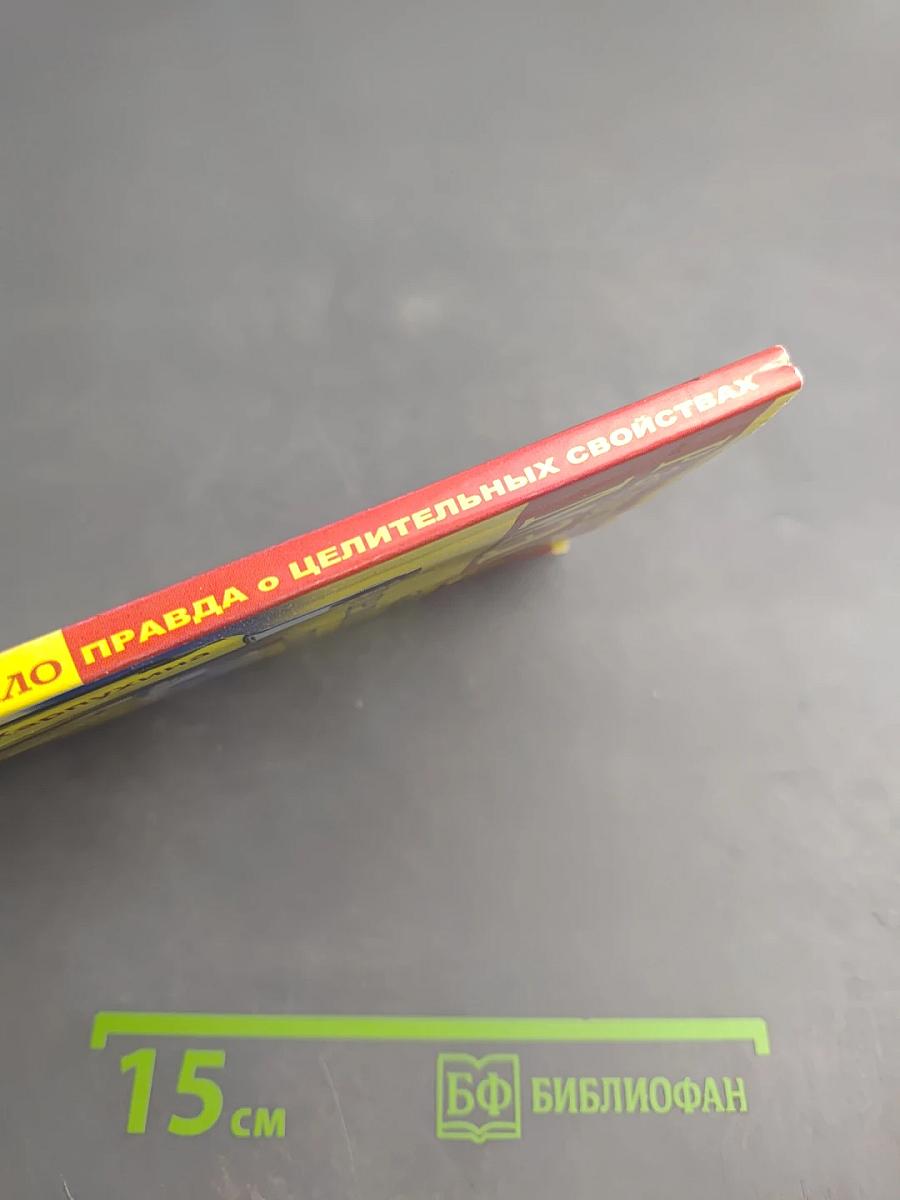 ЛО ПРАВДА о ЦЕЛИТЕЛЬНЫХ СВОЙСТВАХ
15 см
БФ БИБЛИОФАН